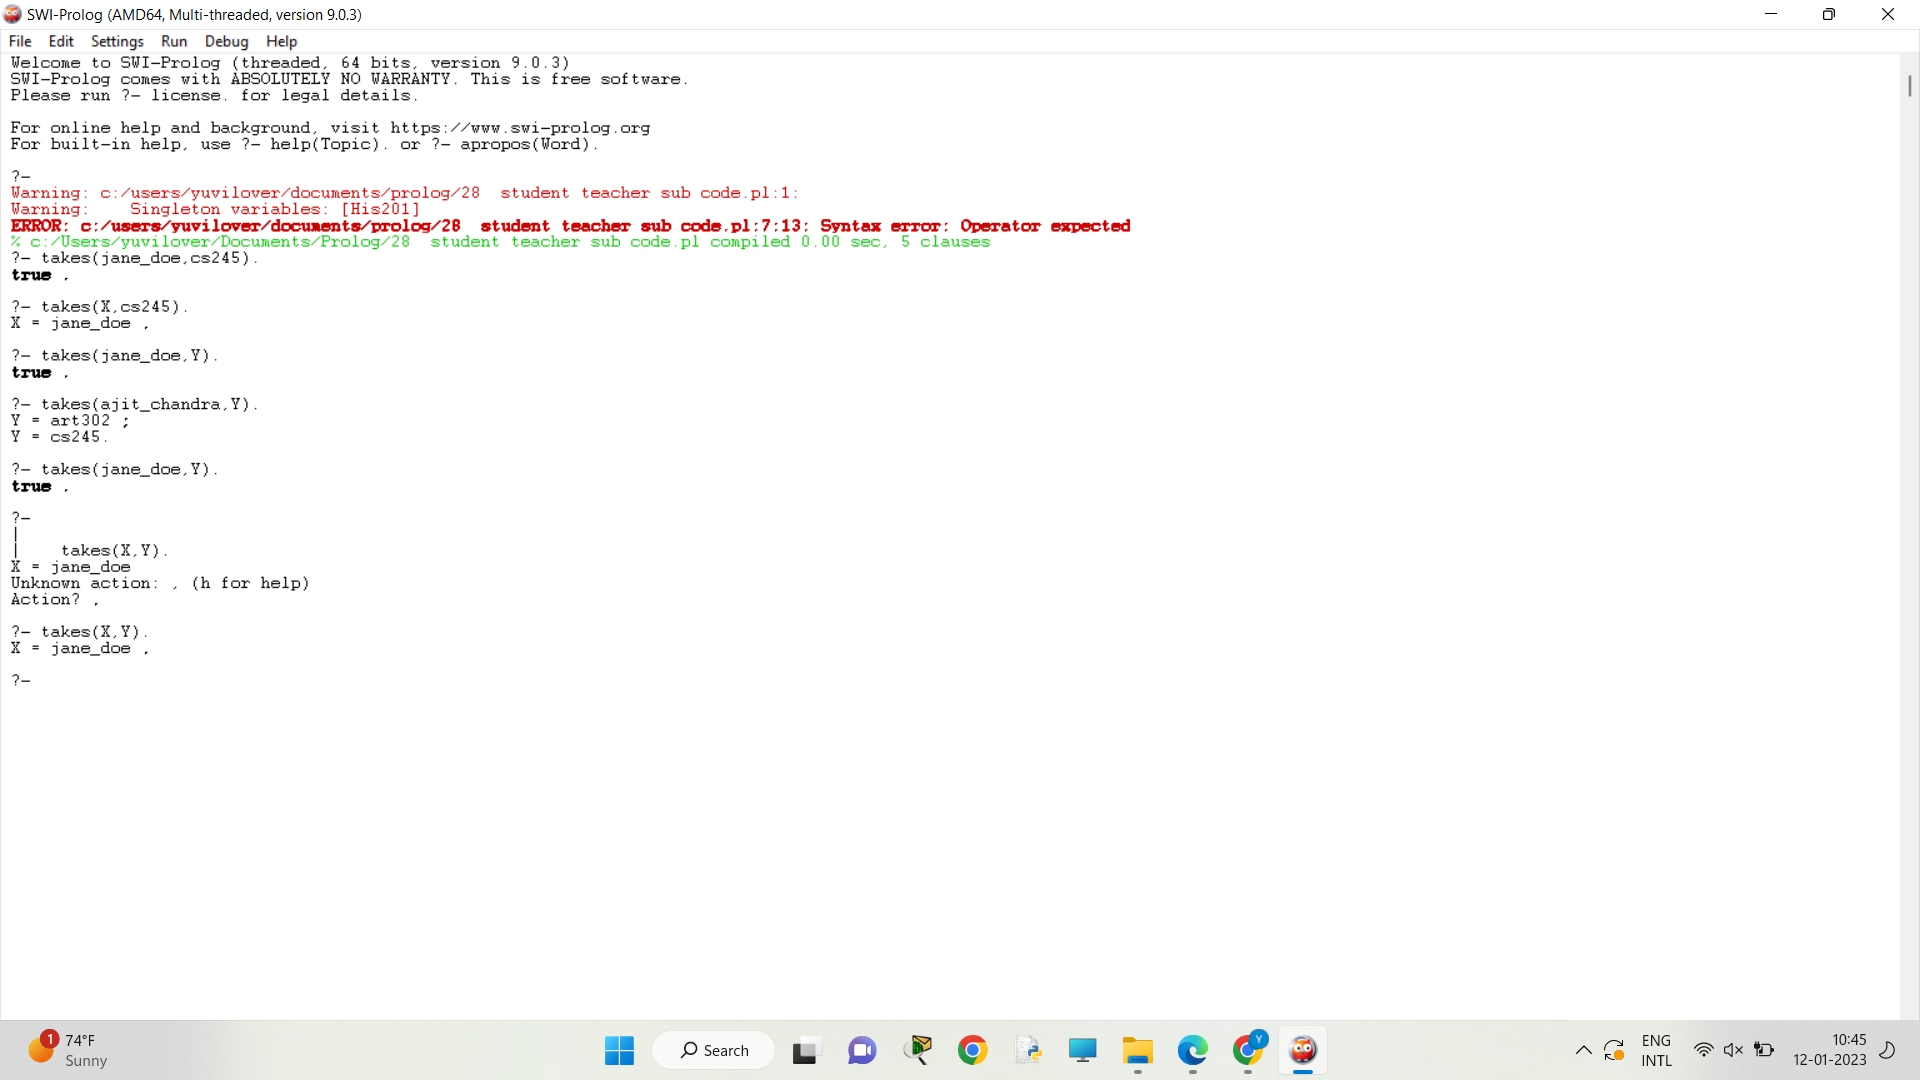 SWI-Prolog (AMD64, Multi-threaded, version 9.0.3)
File Edit Settings Run Debug Help
Welcome to SWI-Prolog (threaded, 64 bits, version 9.0.3)
SWI-Prolog comes with ABSOLUTELY NO WARRANTY. This is free software.
Please run ?- license. for legal details.
For online help and background, visit https://www.swi-prolog.org
For built-in help, use ?- help(Topic). or ?- apropos(Word).
?-
Warning: c:/users/yuvilover/documents/prolog/28  student teacher sub code.pl:1:
Warning:    Singleton variables: [His201]
ERROR: c:/users/yuvilover/documents/prolog/28  student teacher sub code.pl:7:13: Syntax error: Operator expected
% c:/Users/yuvilover/Documents/Prolog/28  student teacher sub code.pl compiled 0.00 sec, 5 clauses
?- takes(jane_doe,cs245).
true .
?- takes(X,cs245).
X = jane_doe .
?- takes(jane_doe,Y).
true .
?- takes(ajit_chandra,Y).
Y = art302 ;
Y = cs245.
?- takes(jane_doe,Y).
true .
?-
|
|    takes(X,Y).
X = jane_doe
Unknown action: , (h for help)
Action? .
?- takes(X,Y).
X = jane_doe .
?-
1
74°F
Sunny
Search
Y
ENG
INTL
10:45
12-01-2023